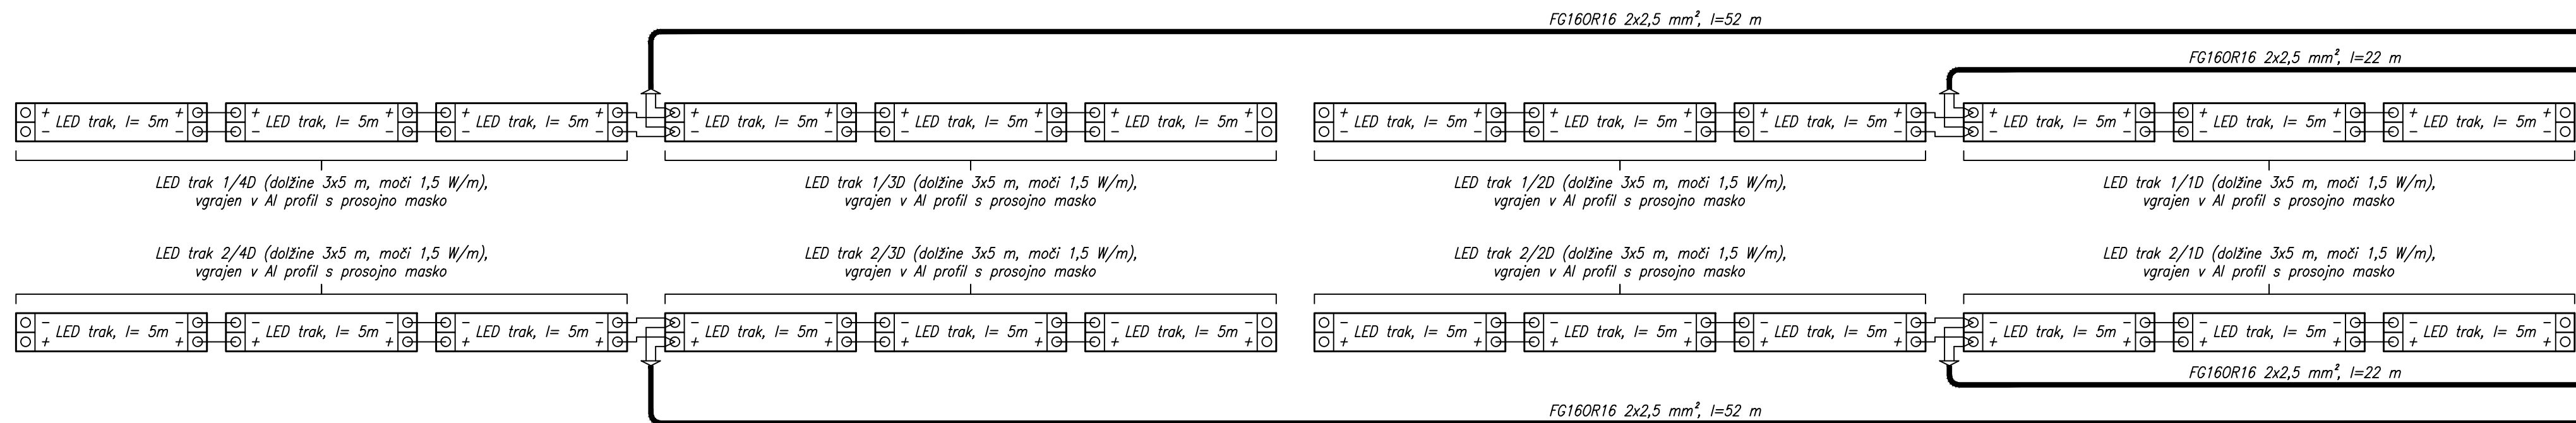 FG16OR16 2x2,5 mm², l=52 m
FG16OR16 2x2,5 mm², l=22 m
+ LED trak, l= 5m + + LED trak, l= 5m + + LED trak, l= 5m + + LED trak, l= 5m + + LED trak, l= 5m + + LED trak, l= 5m + + LED trak, l= 5m + + LED trak, l= 5m + + LED trak, l= 5m + + LED trak, l= 5m + + LED trak, l= 5m + + LED trak, l= 5m +
− − − − − − − − − − − − − − − − − − − − − − − −
LED trak 1/4D (dolžine 3x5 m, moči 1,5 W/m),
vgrajen v Al profil s prosojno masko
LED trak 1/3D (dolžine 3x5 m, moči 1,5 W/m),
vgrajen v Al profil s prosojno masko
LED trak 1/2D (dolžine 3x5 m, moči 1,5 W/m),
vgrajen v Al profil s prosojno masko
LED trak 1/1D (dolžine 3x5 m, moči 1,5 W/m),
vgrajen v Al profil s prosojno masko
LED trak 2/4D (dolžine 3x5 m, moči 1,5 W/m),
vgrajen v Al profil s prosojno masko
LED trak 2/3D (dolžine 3x5 m, moči 1,5 W/m),
vgrajen v Al profil s prosojno masko
LED trak 2/2D (dolžine 3x5 m, moči 1,5 W/m),
vgrajen v Al profil s prosojno masko
LED trak 2/1D (dolžine 3x5 m, moči 1,5 W/m),
vgrajen v Al profil s prosojno masko
− LED trak, l= 5m − − LED trak, l= 5m − − LED trak, l= 5m − − LED trak, l= 5m − − LED trak, l= 5m − − LED trak, l= 5m − − LED trak, l= 5m − − LED trak, l= 5m − − LED trak, l= 5m − − LED trak, l= 5m − − LED trak, l= 5m − − LED trak, l= 5m −
+ + + + + + + + + + + + + + + + + + + + + + + +
FG16OR16 2x2,5 mm², l=22 m
FG16OR16 2x2,5 mm², l=52 m